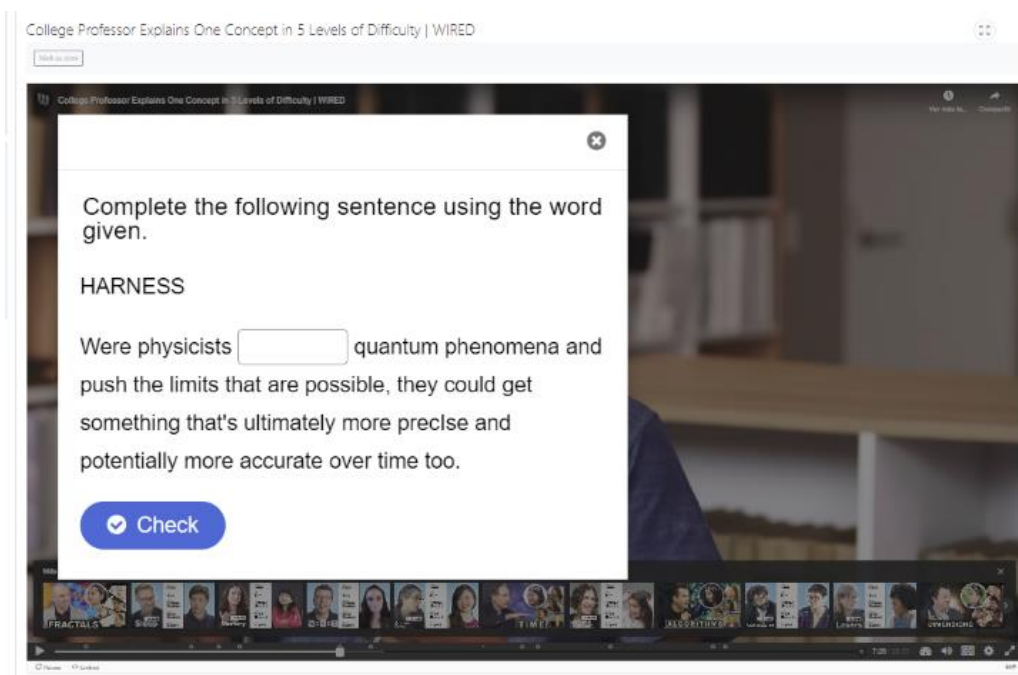 College Professor Explains One Concept in 5 Levels of Difficulty | WIRED
College Professor Explains One Concept in 5 Levels of Difficulty | WIRED
Complete the following sentence using the word
given.
HARNESS
Were physicists quantum phenomena and
push the limits that are possible, they could get
something that's ultimately more precise and
potentially more accurate over time too.
Check
FRACTALS
TIME
ALGORITHMS
DIMENSIONS
7:05